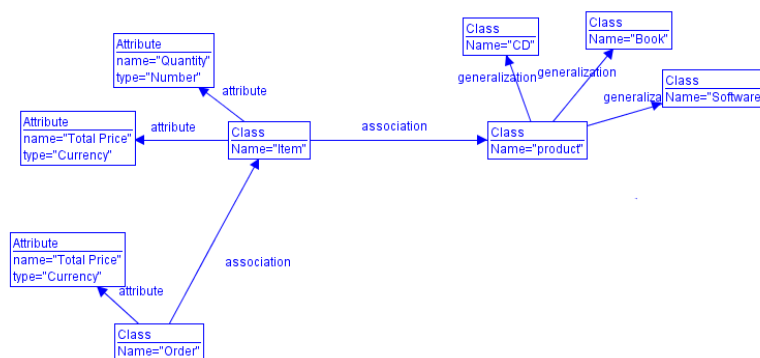 Class
Name="CD"
Class
Name="Book"
Attribute
name="Quantity"
type="Number"
generalization
generalization
Class
Name="Software
generaliza
attribute
Attribute
name="Total Price"
type="Currency"
attribute
Class
Name="Item"
association
Class
Name="product"
Attribute
name="Total Price"
type="Currency"
association
attribute
Class
Name="Order"